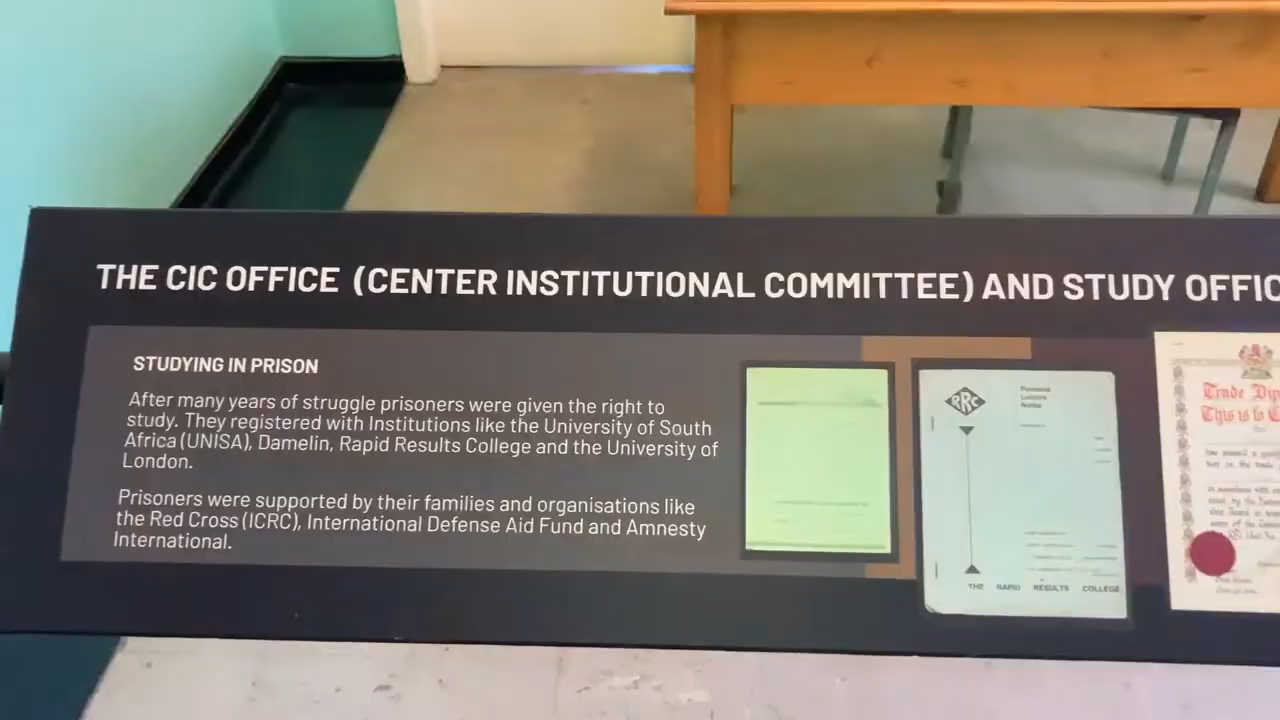 THE CIC OFFICE (CENTER INSTITUTIONAL COMMITTEE) AND STUDY OFFIC
STUDYING IN PRISON
After many years of struggle prisoners were given the right to
study. They registered with Institutions like the University of South
Africa (UNISA), Damelin, Rapid Results College and the University of
London.
Prisoners were supported by their families and organisations like
the Red Cross (ICRC), International Defense Aid Fund and Amnesty
International.
RRC
THE RAPID RESULTS COLLEGE
Trade Dip
This is to C